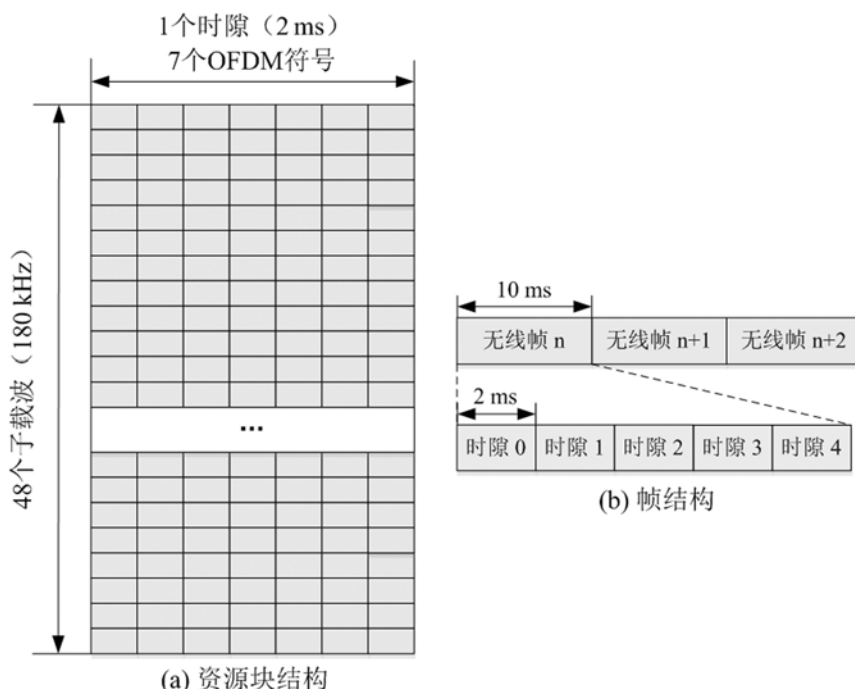 1个时隙（2 ms）
7个OFDM符号
48个子载波（180 kHz）
...
(a) 资源块结构
10 ms
无线帧 n 无线帧 n+1 无线帧 n+2
2 ms
时隙 0 时隙 1 时隙 2 时隙 3 时隙 4
(b) 帧结构